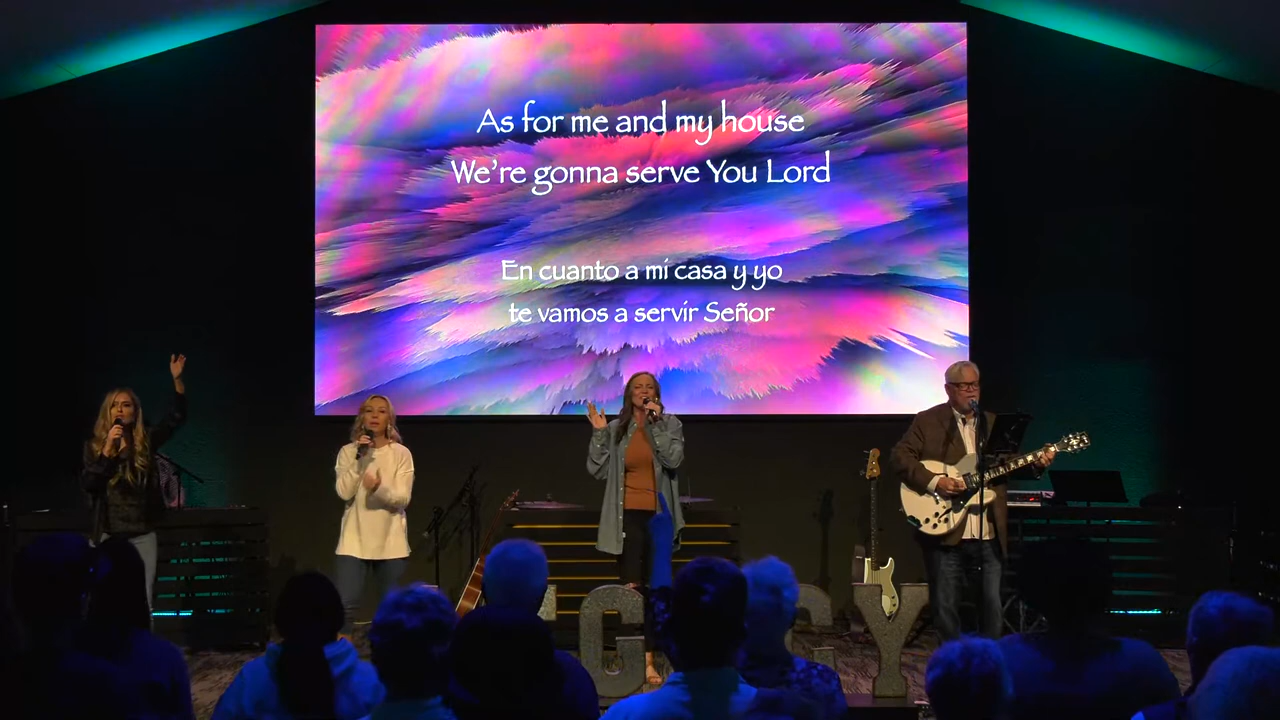 As for me and my house
We're gonna serve You Lord
En cuanto a mi casa y yo
te vamos a servir Señor
G
C
Y